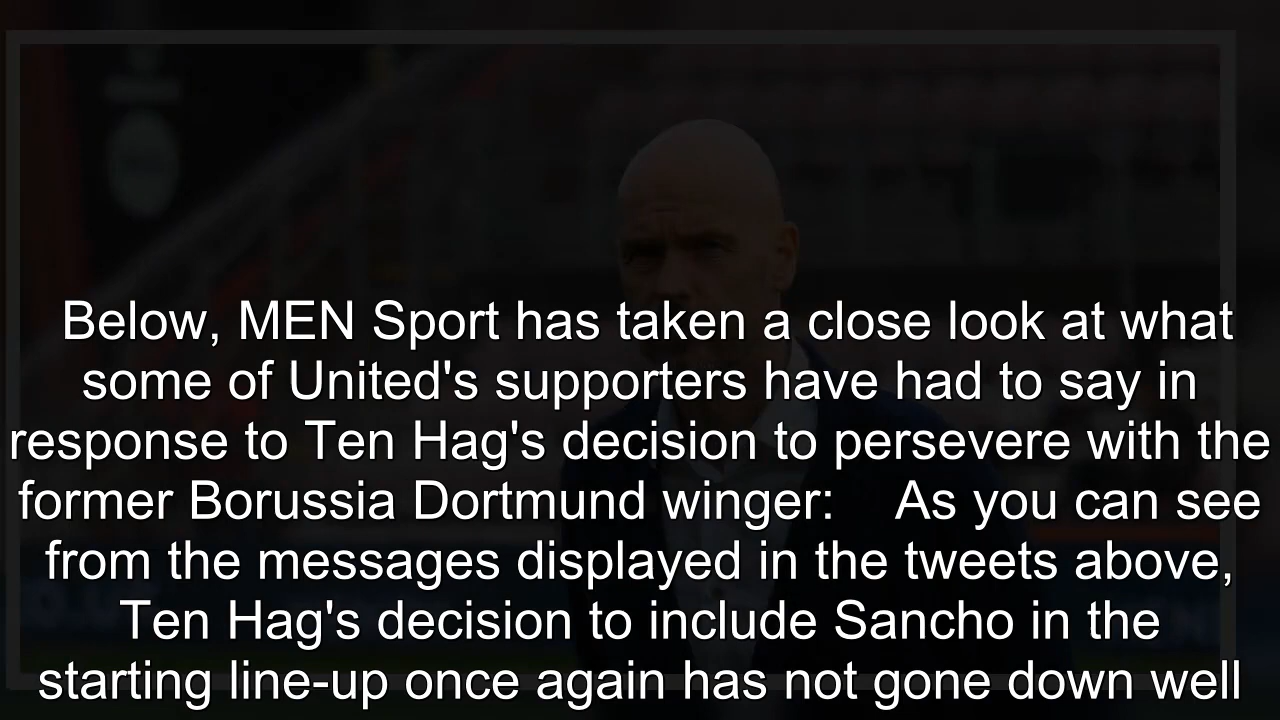 Below, MEN Sport has taken a close look at what
some of United's supporters have had to say in
response to Ten Hag's decision to persevere with the
former Borussia Dortmund winger:    As you can see
from the messages displayed in the tweets above,
Ten Hag's decision to include Sancho in the
starting line-up once again has not gone down well